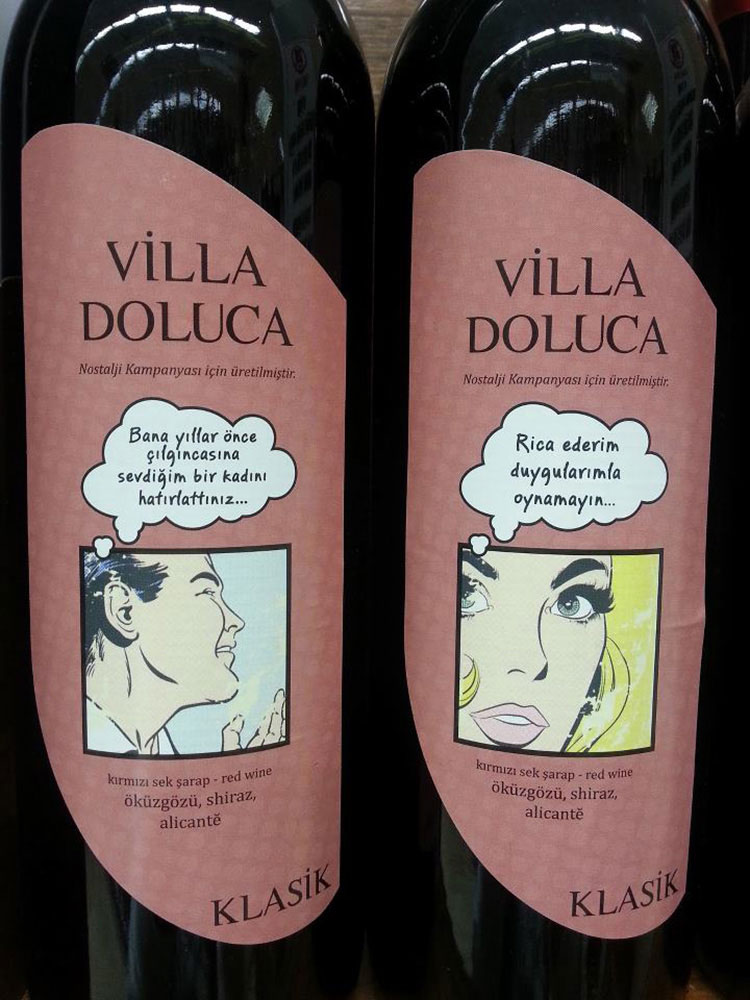 VİLLA
DOLUCA
Nostalji Kampanyası için üretilmiştir.
Bana yıllar önce
çılgıncasına
sevdiğim bir kadını
hatırlattınız...
kırmızı sek şarap - red wine
öküzgözü, shiraz,
alicantĕ
KLASİK
VİLLA
DOLUCA
Nostalji Kampanyası için üretilmiştir.
Rica ederim
duygularımla
oynamayın...
kırmızı sek şarap - red wine
öküzgözü, shiraz,
alicantĕ
KLASİK